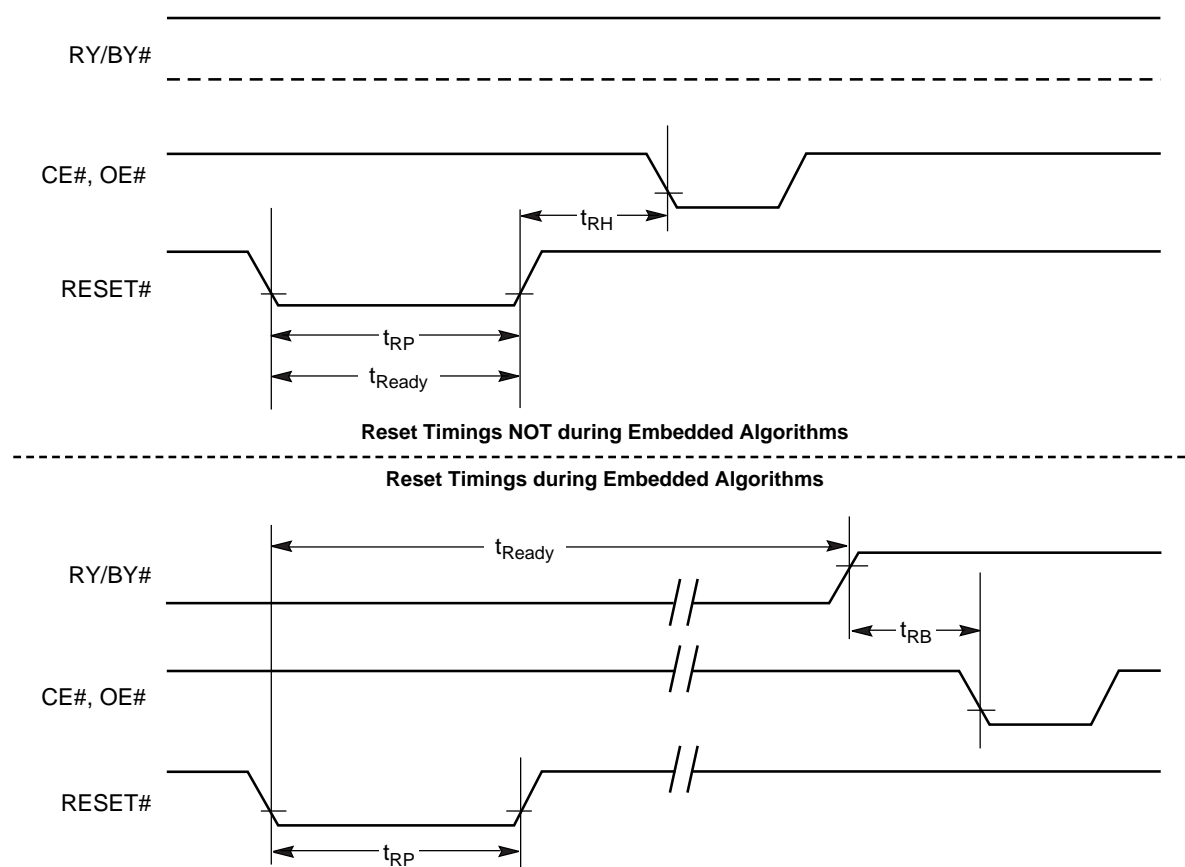 RY/BY#
CE#, OE#
tRH
RESET#
tRP
tReady
Reset Timings NOT during Embedded Algorithms
Reset Timings during Embedded Algorithms
tReady
RY/BY#
tRB
CE#, OE#
RESET#
tRP